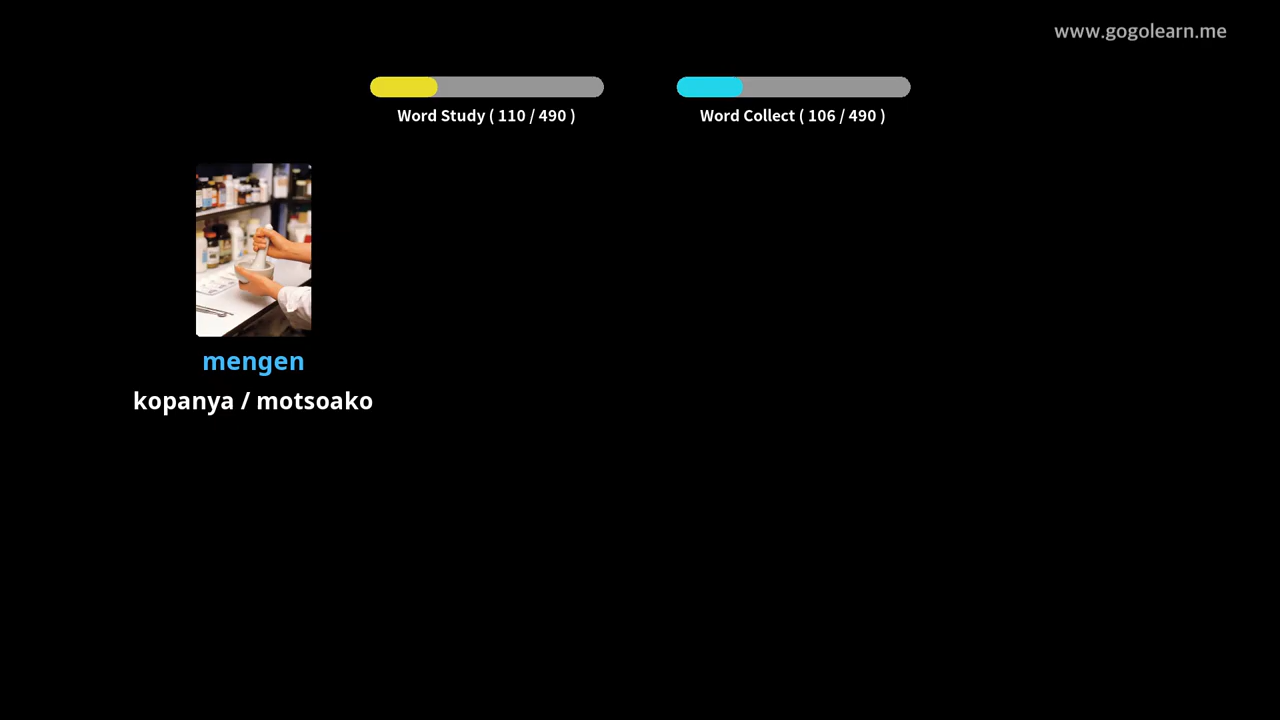 www.gogolearn.me
Word Study ( 110 / 490 )
Word Collect ( 106 / 490 )
mengen
kopanya / motsoako